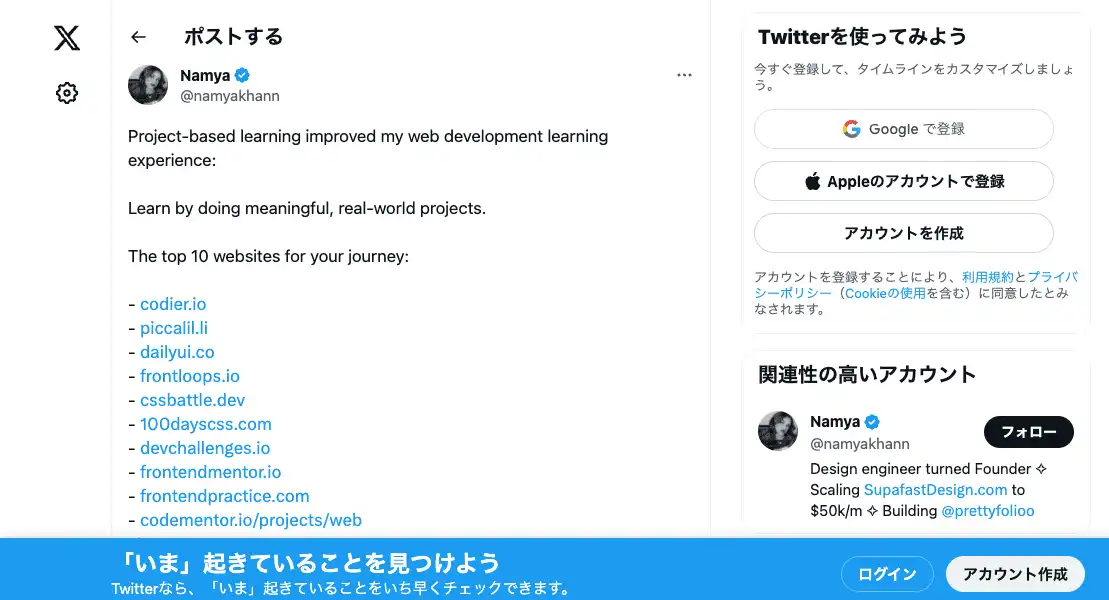 ポストする
Namya
@namyakhann
Project-based learning improved my web development learning
experience:
Learn by doing meaningful, real-world projects.
The top 10 websites for your journey:
- codier.io
- piccalil.li
- dailyui.co
- frontloops.io
- cssbattle.dev
- 100dayscss.com
- devchallenges.io
- frontendmentor.io
- frontendpractice.com
- codementor.io/projects/web
Twitterを使ってみよう
今すぐ登録して、タイムラインをカスタマイズしましょ
う。
Google で登録
Appleのアカウントで登録
アカウントを作成
アカウントを登録することにより、利用規約とプライバ
シーポリシー（Cookieの使用を含む）に同意したとみ
なされます。
関連性の高いアカウント
Namya
@namyakhann
フォロー
Design engineer turned Founder ✧
Scaling SupafastDesign.com to
$50k/m ✧ Building @prettyfolioo
「いま」起きていることを見つけよう
Twitterなら、「いま」起きていることをいち早くチェックできます。
ログイン
アカウント作成